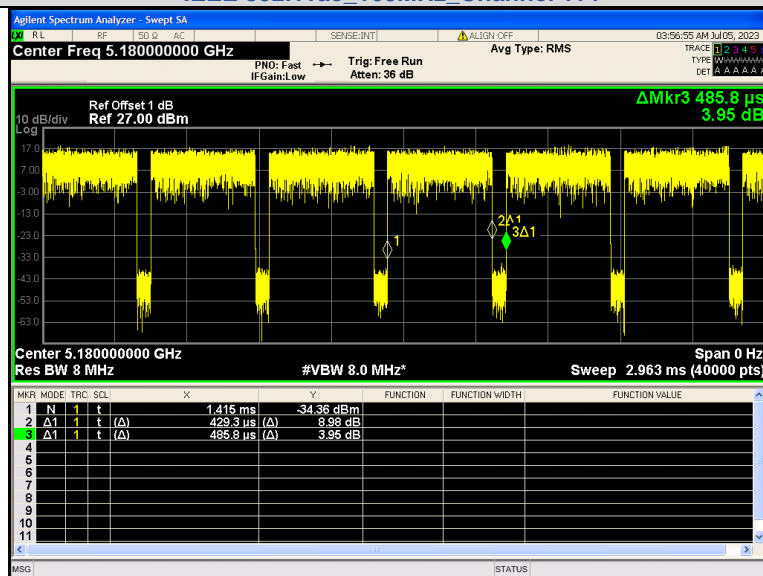 Agilent Spectrum Analyzer - Swept SA
LXI RL RF 50 Ω AC SENSE:INT ALIGN OFF 03:56:55 AM Jul 05, 2023
Center Freq 5.180000000 GHz
PNO: Fast
IFGain:Low
Trig: Free Run
Atten: 36 dB
Avg Type: RMS
TRACE 1 2 3 4 5
TYPE
DET A A A A A
ΔMkr3 485.8 µs
3.95 dB
Ref Offset 1 dB
10 dB/div Ref 27.00 dBm
Log
17.0
7.00
-3.00
-13.0
-23.0
-33.0
-43.0
-53.0
-63.0
1
2Δ1
3Δ1
Center 5.180000000 GHz Span 0 Hz
Res BW 8 MHz #VBW 8.0 MHz* Sweep 2.963 ms (40000 pts)
MKR MODE TRC SCL X Y FUNCTION FUNCTION WIDTH FUNCTION VALUE
1 N 1 t 1.415 ms -34.36 dBm
2 Δ1 1 t (Δ) 429.3 µs (Δ) 8.98 dB
3 Δ1 1 t (Δ) 485.8 µs (Δ) 3.95 dB
4
5
6
7
8
9
10
11
MSG STATUS